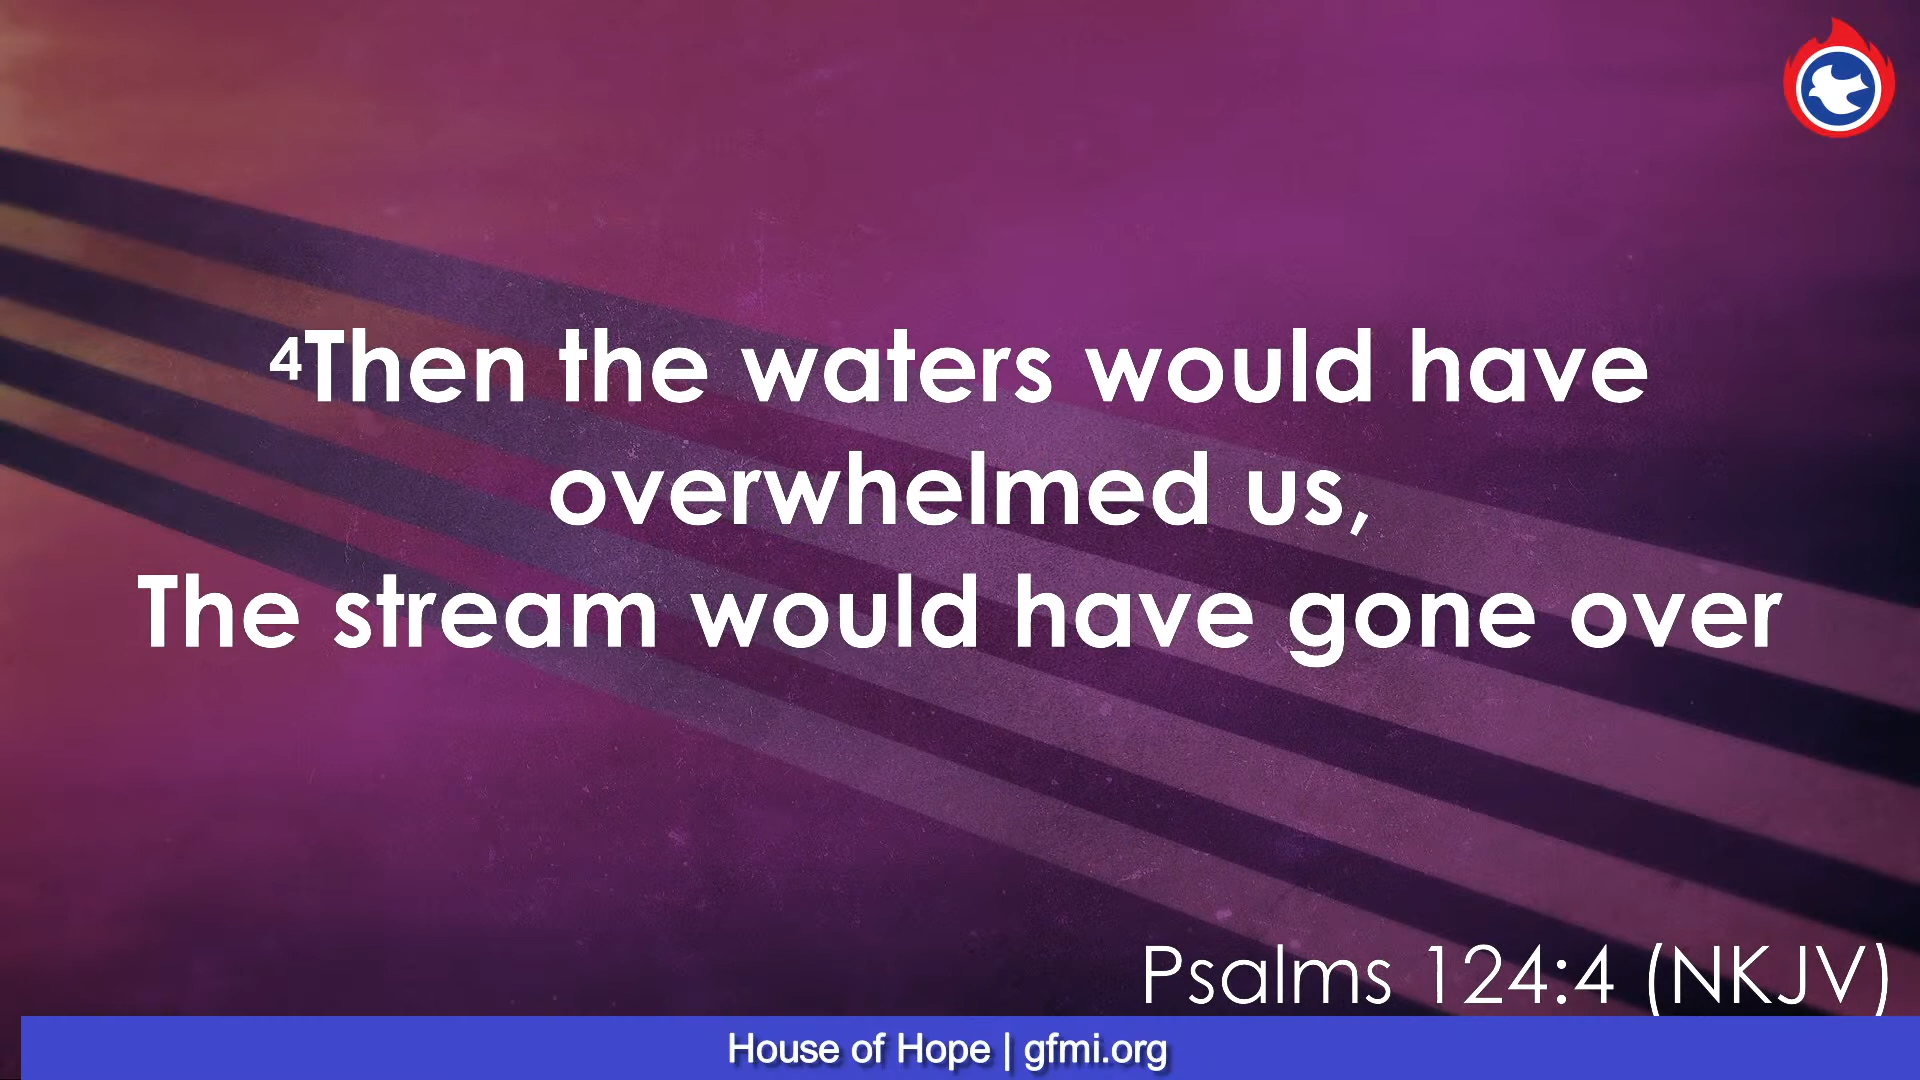 4Then the waters would have
overwhelmed us,
The stream would have gone over
Psalms 124:4 (NKJV)
House of Hope | gfmi.org